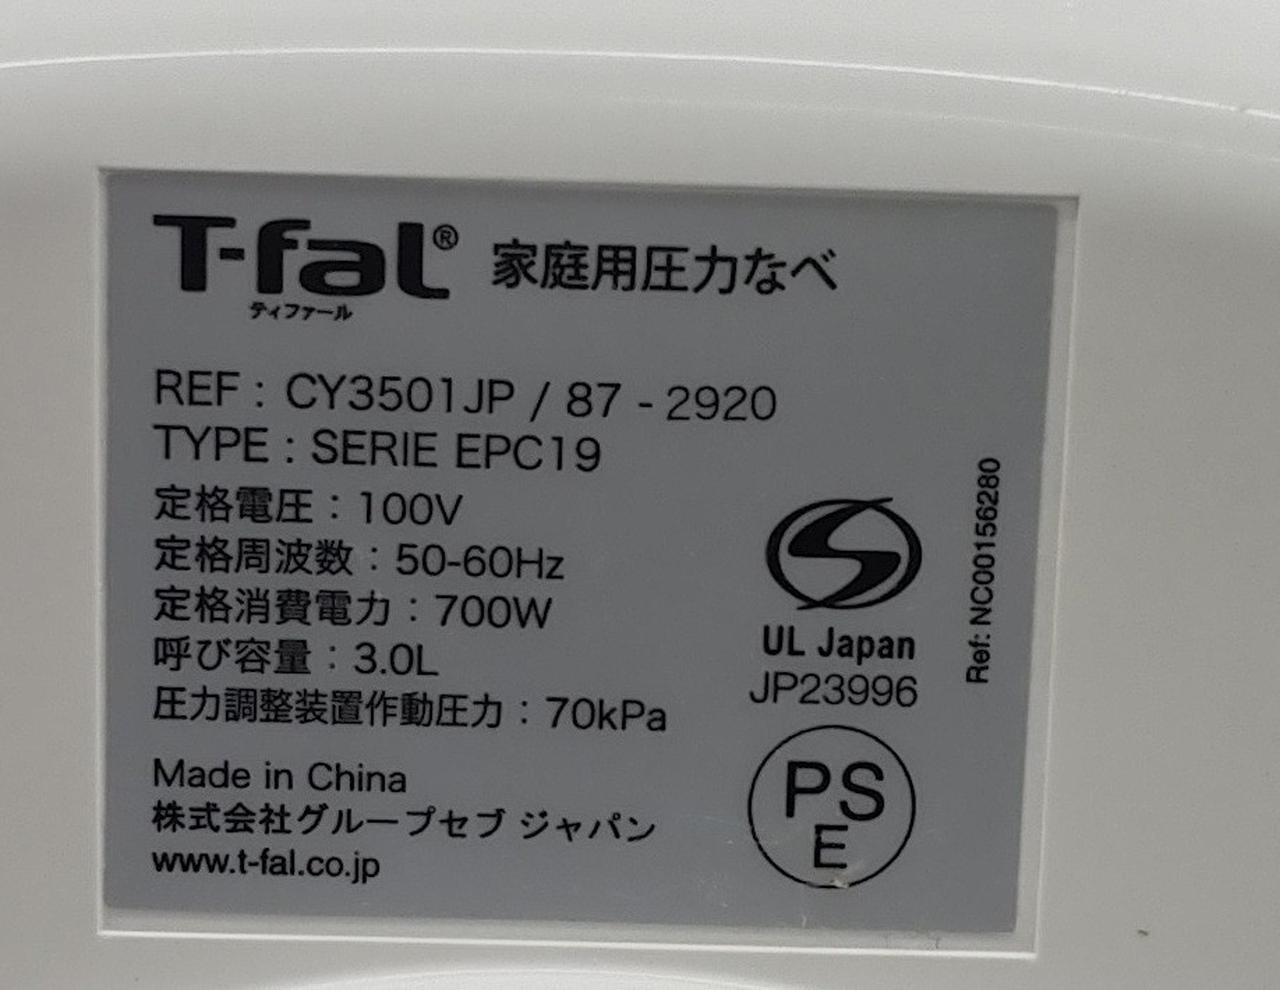 T-fal® 家庭用圧力なべ
ティファール
REF : CY3501JP / 87 - 2920
TYPE : SERIE EPC19
定格電圧 : 100V
定格周波数 : 50-60Hz
定格消費電力 : 700W
呼び容量 : 3.0L
圧力調整装置作動圧力 : 70kPa
Made in China
株式会社グループセブ ジャパン
www.t-fal.co.jp
UL Japan
JP23996
PS
E
Ref: NC00156280